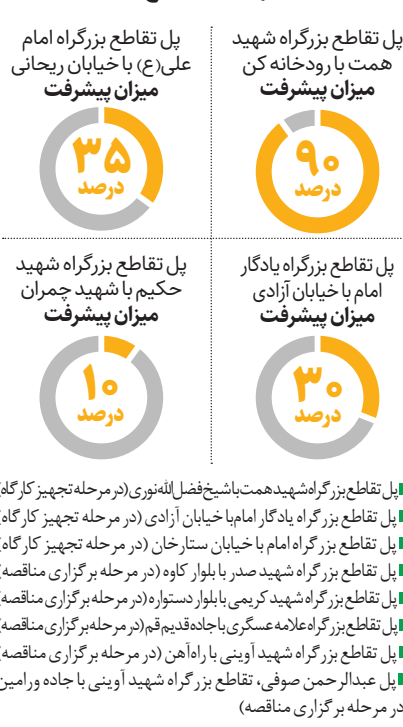 پل تقاطع بزرگراه شهید
همت با رودخانه کن
میزان پیشرفت
۹۰
درصد
پل تقاطع بزرگراه امام
علی(ع) با خیابان ریحانی
میزان پیشرفت
۳۵
درصد
پل تقاطع بزرگراه یادگار
امام با خیابان آزادی
میزان پیشرفت
۳۰
درصد
پل تقاطع بزرگراه شهید
حکیم با شهید چمران
میزان پیشرفت
۱۰
درصد
پل تقاطع بزرگراه شهید همت با شیخ فضل‌الله نوری (در مرحله تجهیز کارگاه)
پل تقاطع بزرگراه یادگار امام با خیابان آزادی (در مرحله تجهیز کارگاه)
پل تقاطع بزرگراه امام با خیابان ستارخان (در مرحله تجهیز کارگاه)
پل تقاطع بزرگراه شهید صدر با بلوار کاوه (در مرحله برگزاری مناقصه)
پل تقاطع بزرگراه شهید کریمی با بلوار دستواره (در مرحله برگزاری مناقصه)
پل تقاطع بزرگراه علامه عسگری با جاده قدیم قم (در مرحله برگزاری مناقصه)
پل تقاطع بزرگراه شهید آوینی با راه‌آهن (در مرحله برگزاری مناقصه)
پل عبدالرحمن صوفی، تقاطع بزرگراه شهید آوینی با جاده ورامین
در مرحله برگزاری مناقصه)